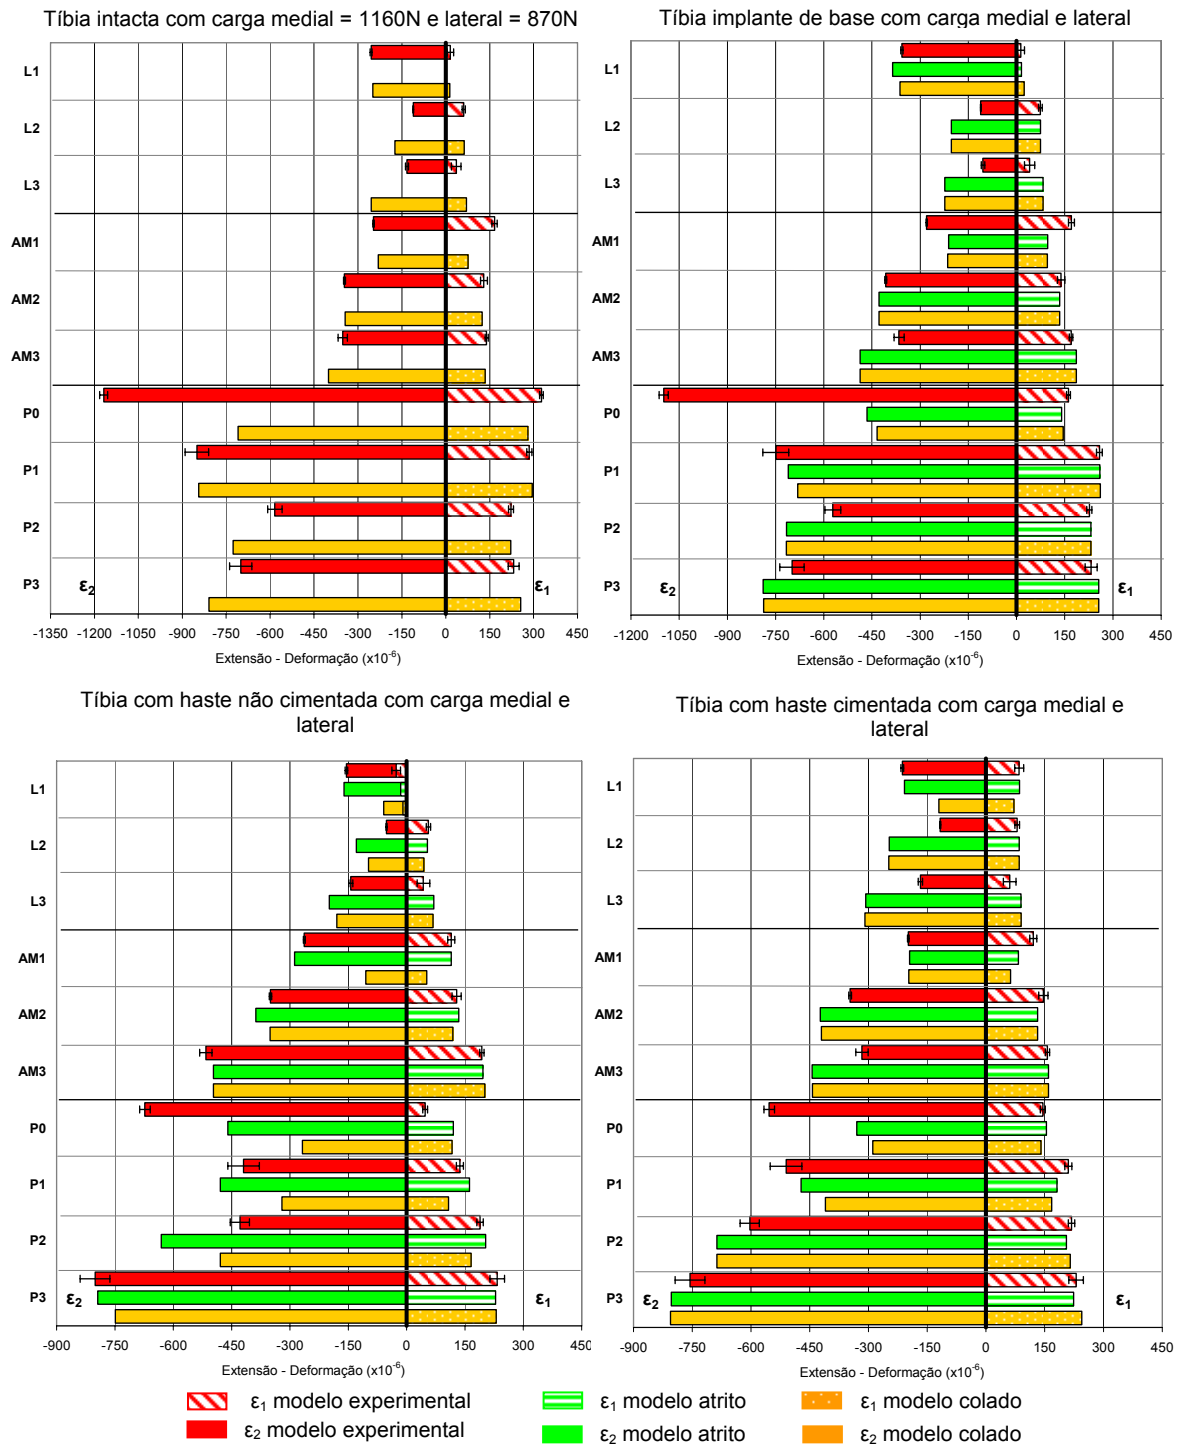 Tíbia intacta com carga medial = 1160N e lateral = 870N
L1
L2
L3
AM1
AM2
AM3
P0
P1
P2
P3
ε2
ε1
-1350 -1200 -1050 -900 -750 -600 -450 -300 -150 0 150 300 450
Extensão - Deformação (x10-6)
Tíbia implante de base com carga medial e lateral
L1
L2
L3
AM1
AM2
AM3
P0
P1
P2
P3
ε2
ε1
-1200 -1050 -900 -750 -600 -450 -300 -150 0 150 300 450
Extensão - Deformação (x10-6)
Tíbia com haste não cimentada com carga medial e
lateral
L1
L2
L3
AM1
AM2
AM3
P0
P1
P2
P3
ε2
ε1
-900 -750 -600 -450 -300 -150 0 150 300 450
Extensão - Deformação (x10-6)
Tíbia com haste cimentada com carga medial e
lateral
L1
L2
L3
AM1
AM2
AM3
P0
P1
P2
P3
ε2
ε1
-900 -750 -600 -450 -300 -150 0 150 300 450
Extensão - Deformação (x10-6)
ε1 modelo experimental ε1 modelo atrito ε1 modelo colado
ε2 modelo experimental ε2 modelo atrito ε2 modelo colado